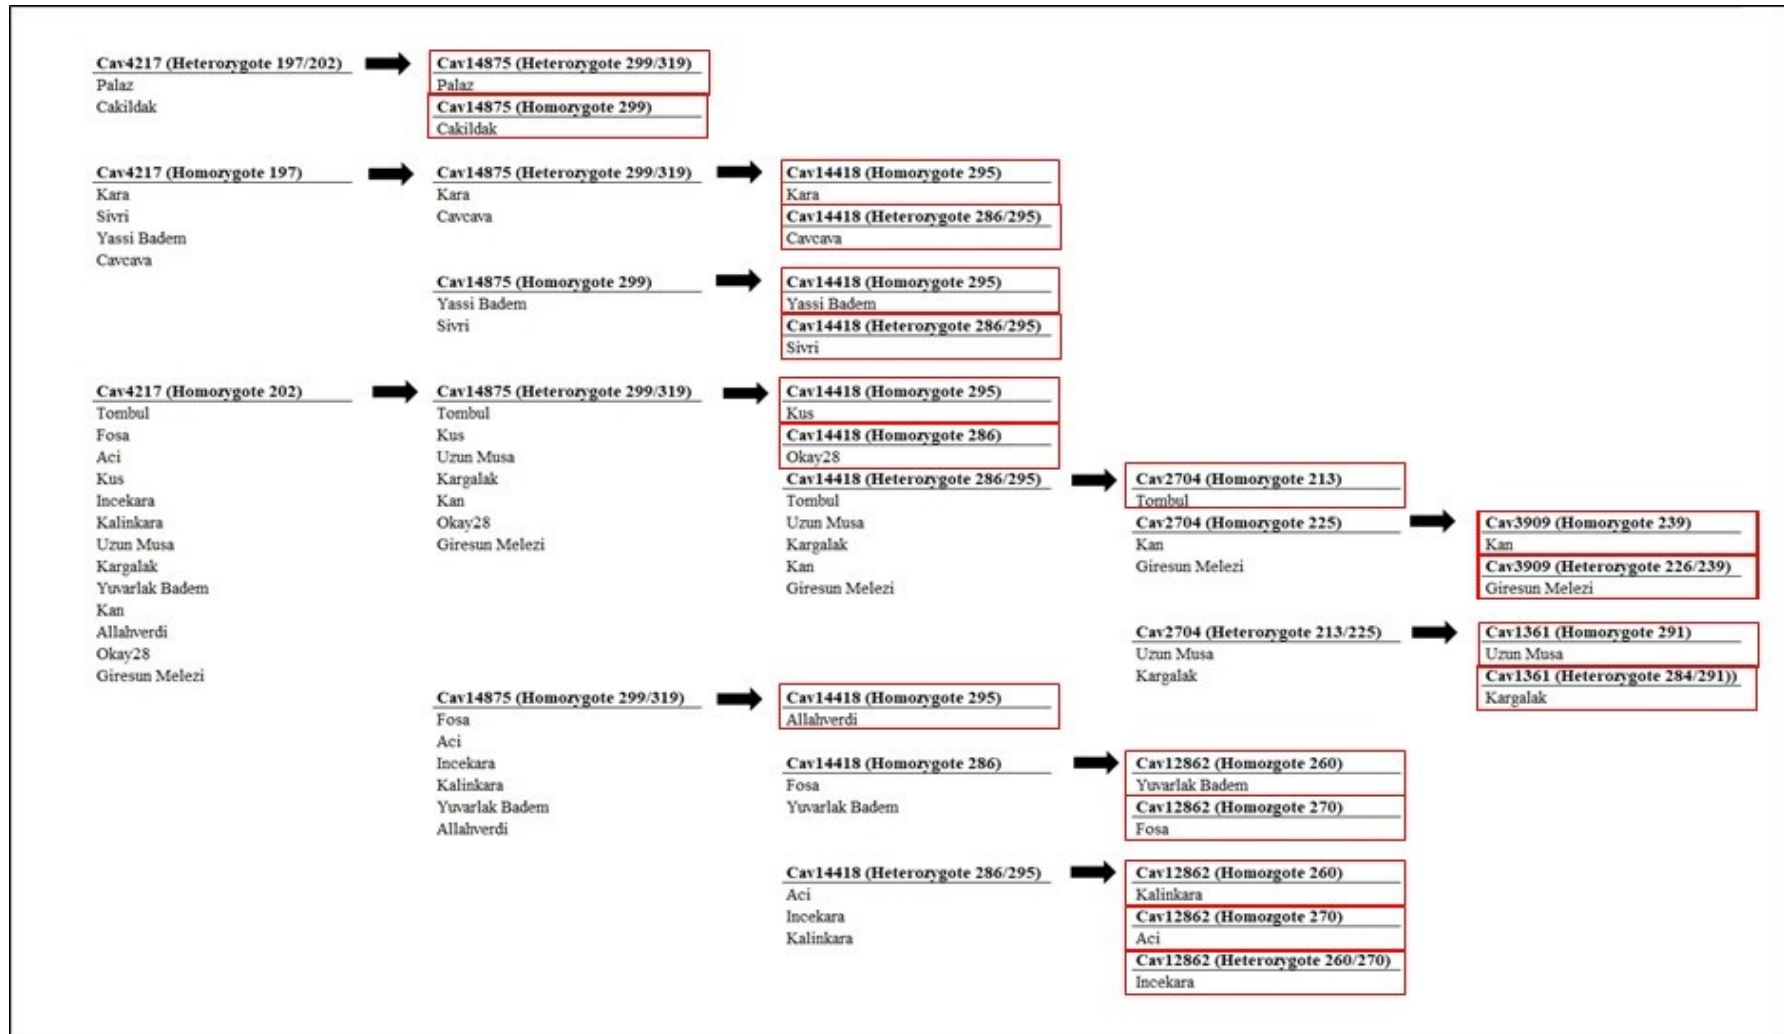 Cav4217 (Heterozygote 197/202)
Palaz
Cakildak
Cav14875 (Heterozygote 299/319)
Palaz
Cav14875 (Homozygote 299)
Cakildak
Cav4217 (Homozygote 197)
Kara
Sivri
Yassi Badem
Cavcava
Cav14875 (Heterozygote 299/319)
Kara
Cavcava
Cav14418 (Homozygote 295)
Kara
Cav14418 (Heterozygote 286/295)
Cavcava
Cav14875 (Homozygote 299)
Yassi Badem
Sivri
Cav14418 (Homozygote 295)
Yassi Badem
Cav14418 (Heterozygote 286/295)
Sivri
Cav4217 (Homozygote 202)
Tombul
Fosa
Aci
Kus
Incekara
Kalinkara
Uzun Musa
Kargalak
Yuvarlak Badem
Kan
Allahverdi
Okay28
Giresun Melezi
Cav14875 (Heterozygote 299/319)
Tombul
Kus
Uzun Musa
Kargalak
Kan
Okay28
Giresun Melezi
Cav14418 (Homozygote 295)
Kus
Cav14418 (Homozygote 286)
Okay28
Cav14418 (Heterozygote 286/295)
Tombul
Uzun Musa
Kargalak
Kan
Giresun Melezi
Cav2704 (Homozygote 213)
Tombul
Cav2704 (Homozygote 225)
Kan
Giresun Melezi
Cav3909 (Homozygote 239)
Kan
Cav3909 (Heterozygote 226/239)
Giresun Melezi
Cav2704 (Heterozygote 213/225)
Uzun Musa
Kargalak
Cav1361 (Homozygote 291)
Uzun Musa
Cav1361 (Heterozygote 284/291))
Kargalak
Cav14875 (Homozygote 299/319)
Fosa
Aci
Incekara
Kalinkara
Yuvarlak Badem
Allahverdi
Cav14418 (Homozygote 295)
Allahverdi
Cav14418 (Homozygote 286)
Fosa
Yuvarlak Badem
Cav12862 (Homozgote 260)
Yuvarlak Badem
Cav12862 (Homozgote 270)
Fosa
Cav14418 (Heterozygote 286/295)
Aci
Incekara
Kalinkara
Cav12862 (Homozgote 260)
Kalinkara
Cav12862 (Homozgote 270)
Aci
Cav12862 (Heterozygote 260/270)
Incekara